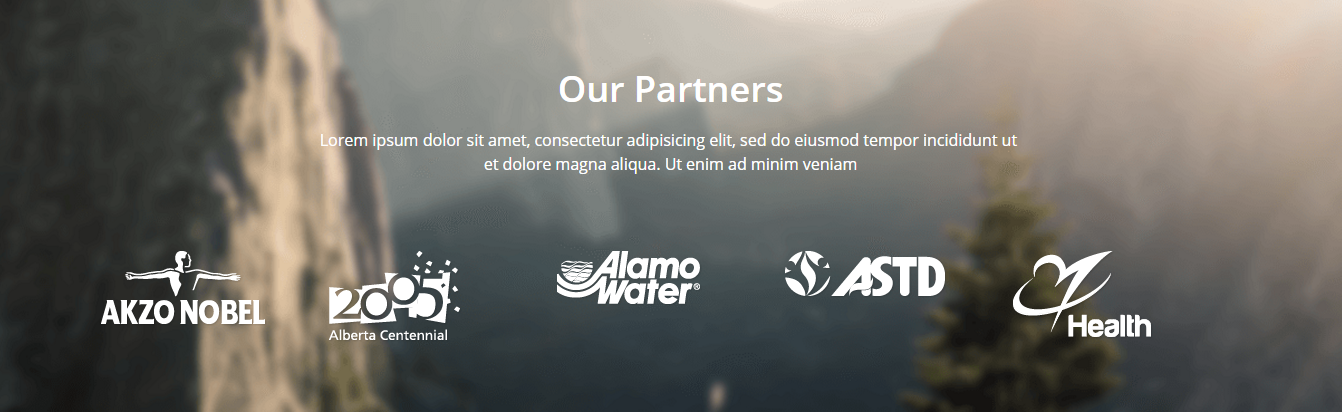 Our Partners
Lorem ipsum dolor sit amet, consectetur adipisicing elit, sed do eiusmod tempor incididunt ut
et dolore magna aliqua. Ut enim ad minim veniam
AKZO NOBEL
2005
Alberta Centennial
Alamo
Water®
ASTD
Health